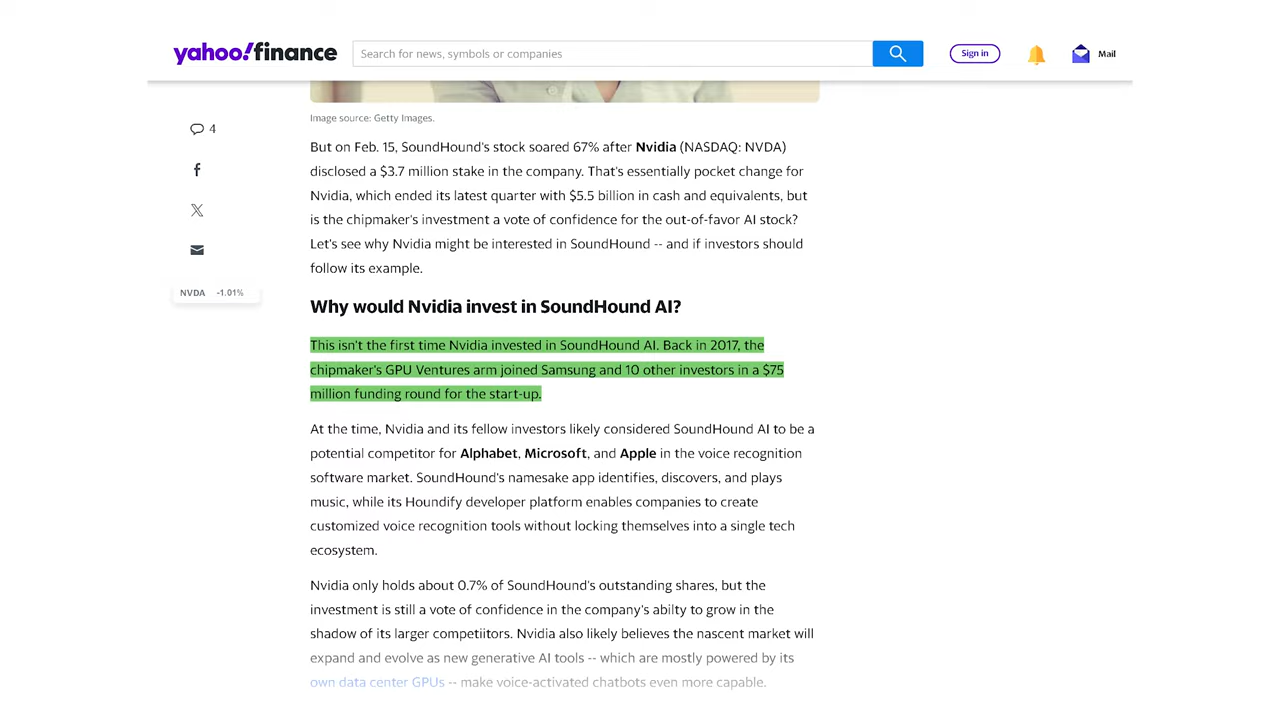 yahoo!finance
Search for news, symbols or companies
Sign in
Mail
Image source: Getty Images.
4
But on Feb. 15, SoundHound's stock soared 67% after Nvidia (NASDAQ: NVDA)
disclosed a $3.7 million stake in the company. That's essentially pocket change for
Nvidia, which ended its latest quarter with $5.5 billion in cash and equivalents, but
is the chipmaker's investment a vote of confidence for the out-of-favor AI stock?
Let's see why Nvidia might be interested in SoundHound -- and if investors should
follow its example.
NVDA -1.01%
Why would Nvidia invest in SoundHound AI?
This isn't the first time Nvidia invested in SoundHound AI. Back in 2017, the
chipmaker's GPU Ventures arm joined Samsung and 10 other investors in a $75
million funding round for the start-up.
At the time, Nvidia and its fellow investors likely considered SoundHound AI to be a
potential competitor for Alphabet, Microsoft, and Apple in the voice recognition
software market. SoundHound's namesake app identifies, discovers, and plays
music, while its Houndify developer platform enables companies to create
customized voice recognition tools without locking themselves into a single tech
ecosystem.
Nvidia only holds about 0.7% of SoundHound's outstanding shares, but the
investment is still a vote of confidence in the company's abilty to grow in the
shadow of its larger competiitors. Nvidia also likely believes the nascent market will
expand and evolve as new generative AI tools -- which are mostly powered by its
own data center GPUs -- make voice-activated chatbots even more capable.